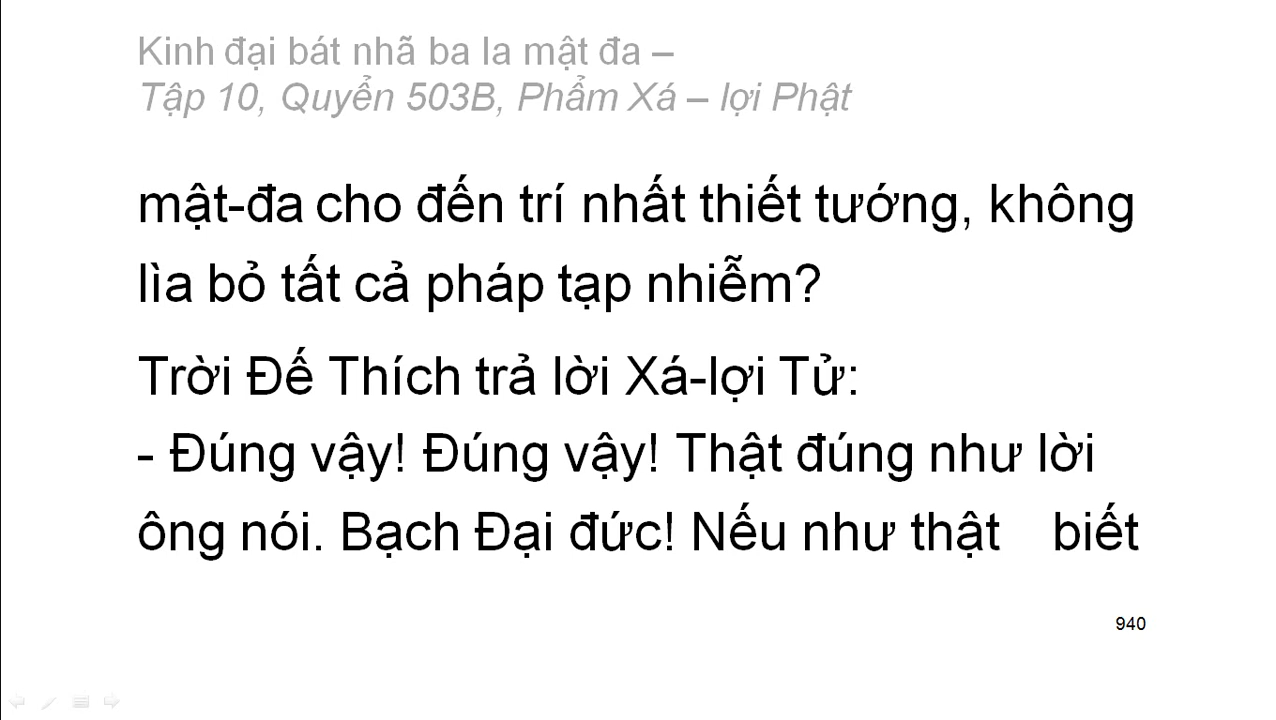 Kinh đại bát nhã ba la mật đa –
Tập 10, Quyển 503B, Phẩm Xá – lợi Phật
mật-đa cho đến trí nhất thiết tướng, không
lìa bỏ tất cả pháp tạp nhiễm?
Trời Đế Thích trả lời Xá-lợi Tử:
- Đúng vậy! Đúng vậy! Thật đúng như lời
ông nói. Bạch Đại đức! Nếu như thật biết
940